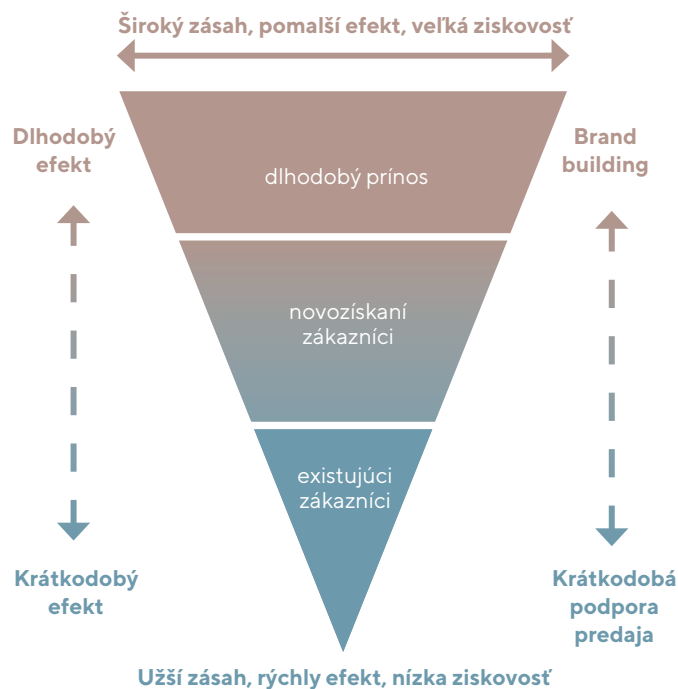 Široký zásah, pomalší efekt, veľká ziskovosť
Dlhodobý
efekt
Brand
building
dlhodobý prínos
novozískaní
zákazníci
existujúci
zákazníci
Krátkodobý
efekt
Krátkodobá
podpora
predaja
Užší zásah, rýchly efekt, nízka ziskovosť